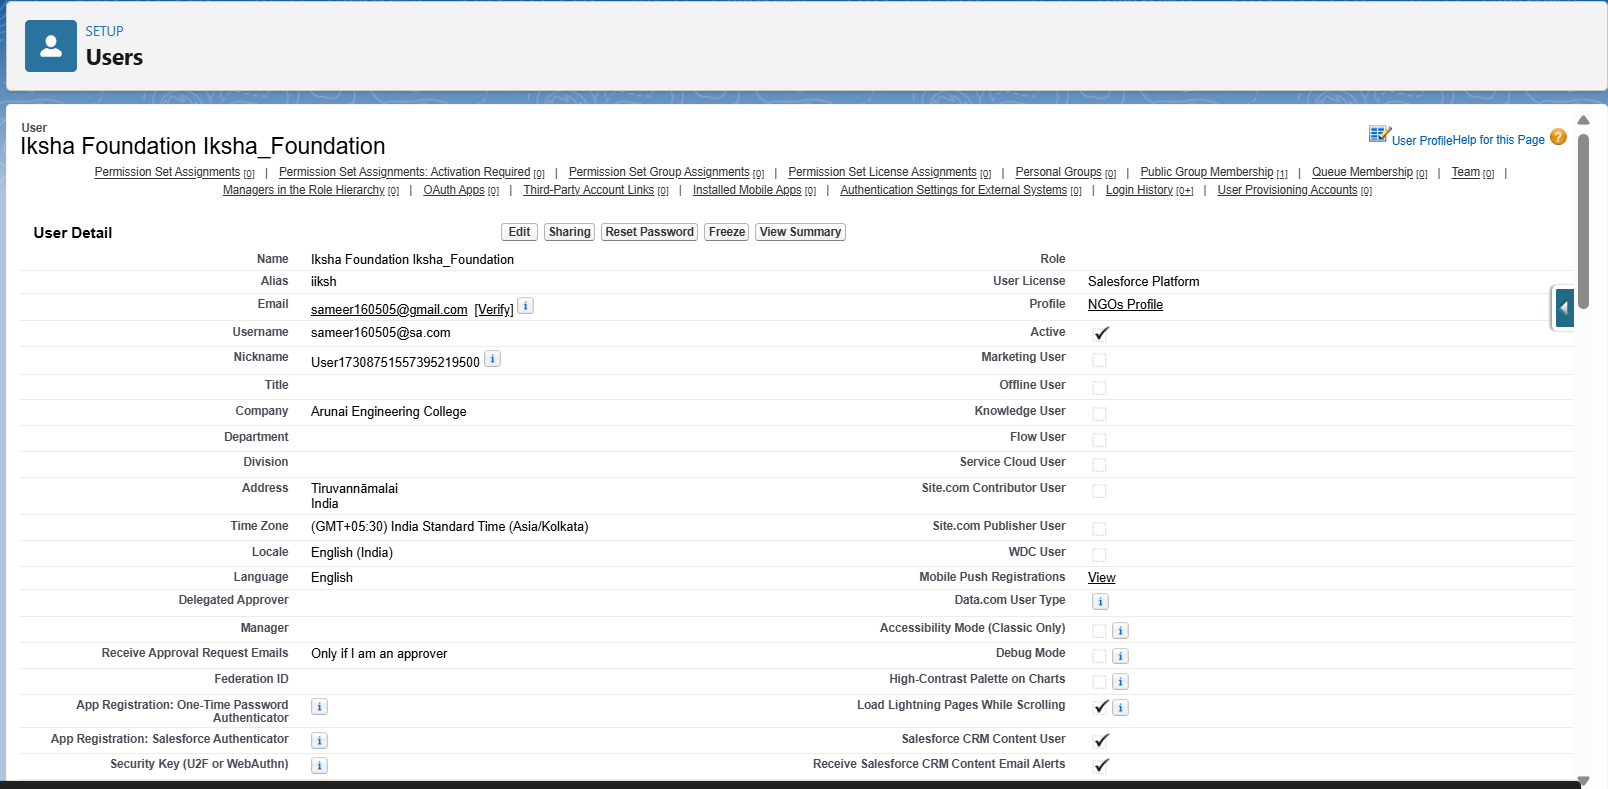 SETUP
Users
User
Iksha Foundation Iksha_Foundation
User Profile Help for this Page ?
Permission Set Assignments [0] | Permission Set Assignments: Activation Required [0] | Permission Set Group Assignments [0] | Permission Set License Assignments [0] | Personal Groups [0] | Public Group Membership [1] | Queue Membership [0] | Team [0] |
Managers in the Role Hierarchy [0] | OAuth Apps [0] | Third-Party Account Links [0] | Installed Mobile Apps [0] | Authentication Settings for External Systems [0] | Login History [0+] | User Provisioning Accounts [0]
User Detail Edit Sharing Reset Password Freeze View Summary
Name Iksha Foundation Iksha_Foundation Role
Alias iiksh User License Salesforce Platform
Email sameer160505@gmail.com [Verify] i Profile NGOs Profile
Username sameer160505@sa.com Active
Nickname User17308751557395219500 i Marketing User
Title Offline User
Company Arunai Engineering College Knowledge User
Department Flow User
Division Service Cloud User
Address Tiruvannāmalai Site.com Contributor User
India
Time Zone (GMT+05:30) India Standard Time (Asia/Kolkata) Site.com Publisher User
Locale English (India) WDC User
Language English Mobile Push Registrations View
Delegated Approver Data.com User Type i
Manager Accessibility Mode (Classic Only) i
Receive Approval Request Emails Only if I am an approver Debug Mode i
Federation ID High-Contrast Palette on Charts i
App Registration: One-Time Password i Load Lightning Pages While Scrolling i
Authenticator
App Registration: Salesforce Authenticator i Salesforce CRM Content User
Security Key (U2F or WebAuthn) i Receive Salesforce CRM Content Email Alerts